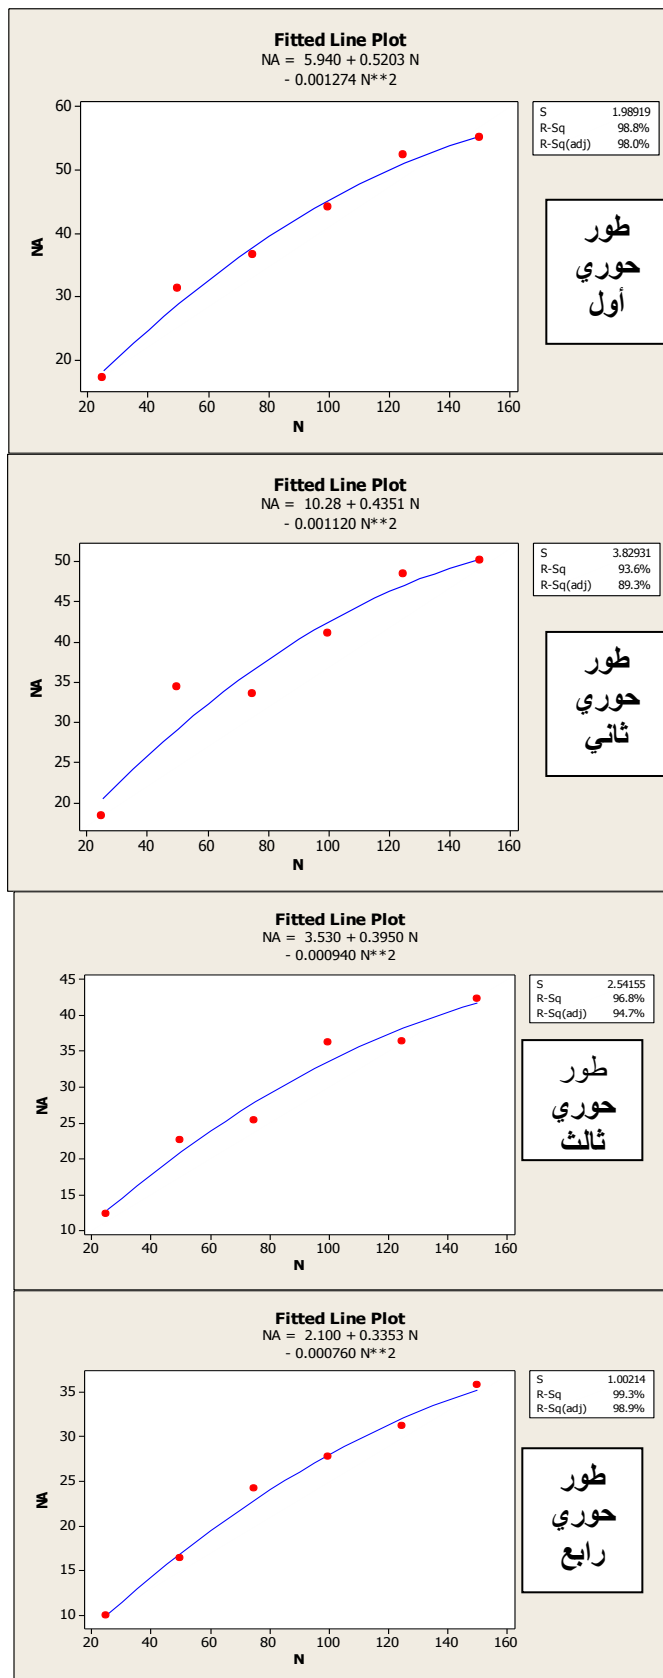 Fitted Line Plot
NA = 5.940 + 0.5203 N
- 0.001274 N**2
60
50
40
30
20
NA
20 40 60 80 100 120 140 160
N
S 1.98919
R-Sq 98.8%
R-Sq(adj) 98.0%
طور
حوري
أول
Fitted Line Plot
NA = 10.28 + 0.4351 N
- 0.001120 N**2
50
45
40
35
30
25
20
NA
20 40 60 80 100 120 140 160
N
S 3.82931
R-Sq 93.6%
R-Sq(adj) 89.3%
طور
حوري
ثاني
Fitted Line Plot
NA = 3.530 + 0.3950 N
- 0.000940 N**2
45
40
35
30
25
20
15
10
NA
20 40 60 80 100 120 140 160
N
S 2.54155
R-Sq 96.8%
R-Sq(adj) 94.7%
طور
حوري
ثالث
Fitted Line Plot
NA = 2.100 + 0.3353 N
- 0.000760 N**2
35
30
25
20
15
10
NA
20 40 60 80 100 120 140 160
N
S 1.00214
R-Sq 99.3%
R-Sq(adj) 98.9%
طور
حوري
رابع